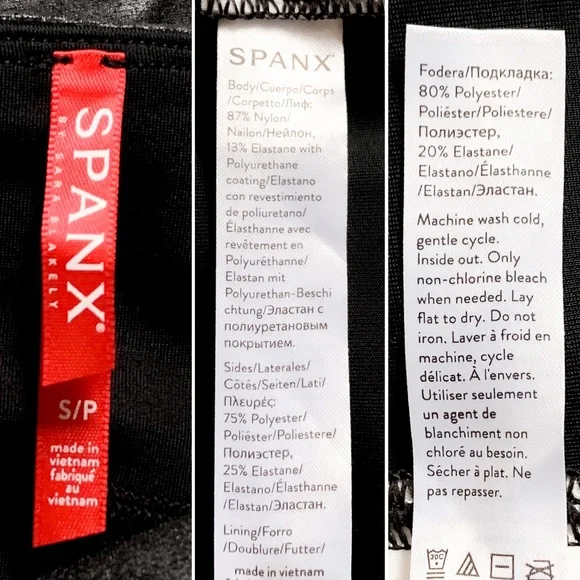 SPANX®
BY SARA BLAKELY
S/P
made in
vietnam
fabriqué
au
vietnam
SPANX®
Body/Cuerpo/Corps
/Corpetto/Лиф:
87% Nylon/
Nailon/Нейлон,
13% Elastane with
Polyurethane
coating/Elastano
con revestimiento
de poliuretano/
Élasthanne avec
revêtement en
Polyuréthanne/
Elastan mit
Polyurethan-Beschi
chtung/Эластан с
полиуретановым
покрытием.
Sides/Laterales/
Côtés/Seiten/Lati/
Πλευρές:
75% Polyester/
Poliéster/Poliestere/
Полиэстер,
25% Elastane/
Elastano/Élasthanne
/Elastan/Эластан.
Lining/Forro
/Doublure/Futter/
made in vietnam
Fodera/Подкладка:
80% Polyester/
Poliéster/Poliestere/
Полиэстер,
20% Elastane/
Elastano/Élasthanne
/Elastan/Эластан.
Machine wash cold,
gentle cycle.
Inside out. Only
non-chlorine bleach
when needed. Lay
flat to dry. Do not
iron. Laver à froid en
machine, cycle
délicat. À l'envers.
Utiliser seulement
un agent de
blanchiment non
chloré au besoin.
Sécher à plat. Ne
pas repasser.
30C